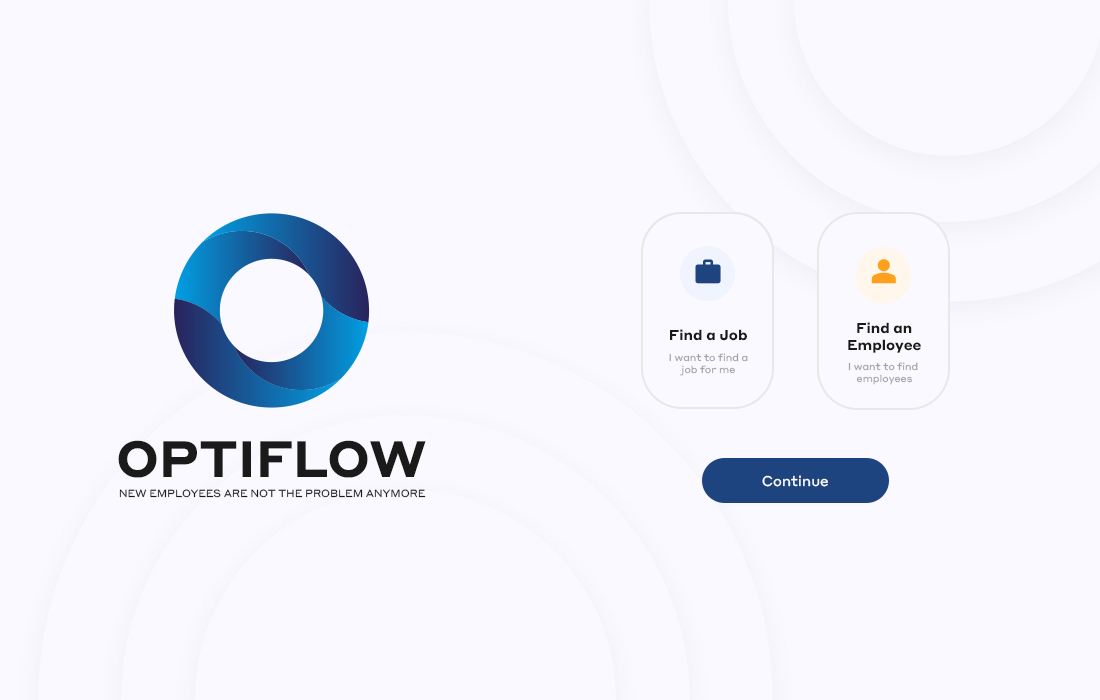 OPTIFLOW
NEW EMPLOYEES ARE NOT THE PROBLEM ANYMORE
Find a Job
I want to find a
job for me
Find an
Employee
I want to find
employees
Continue